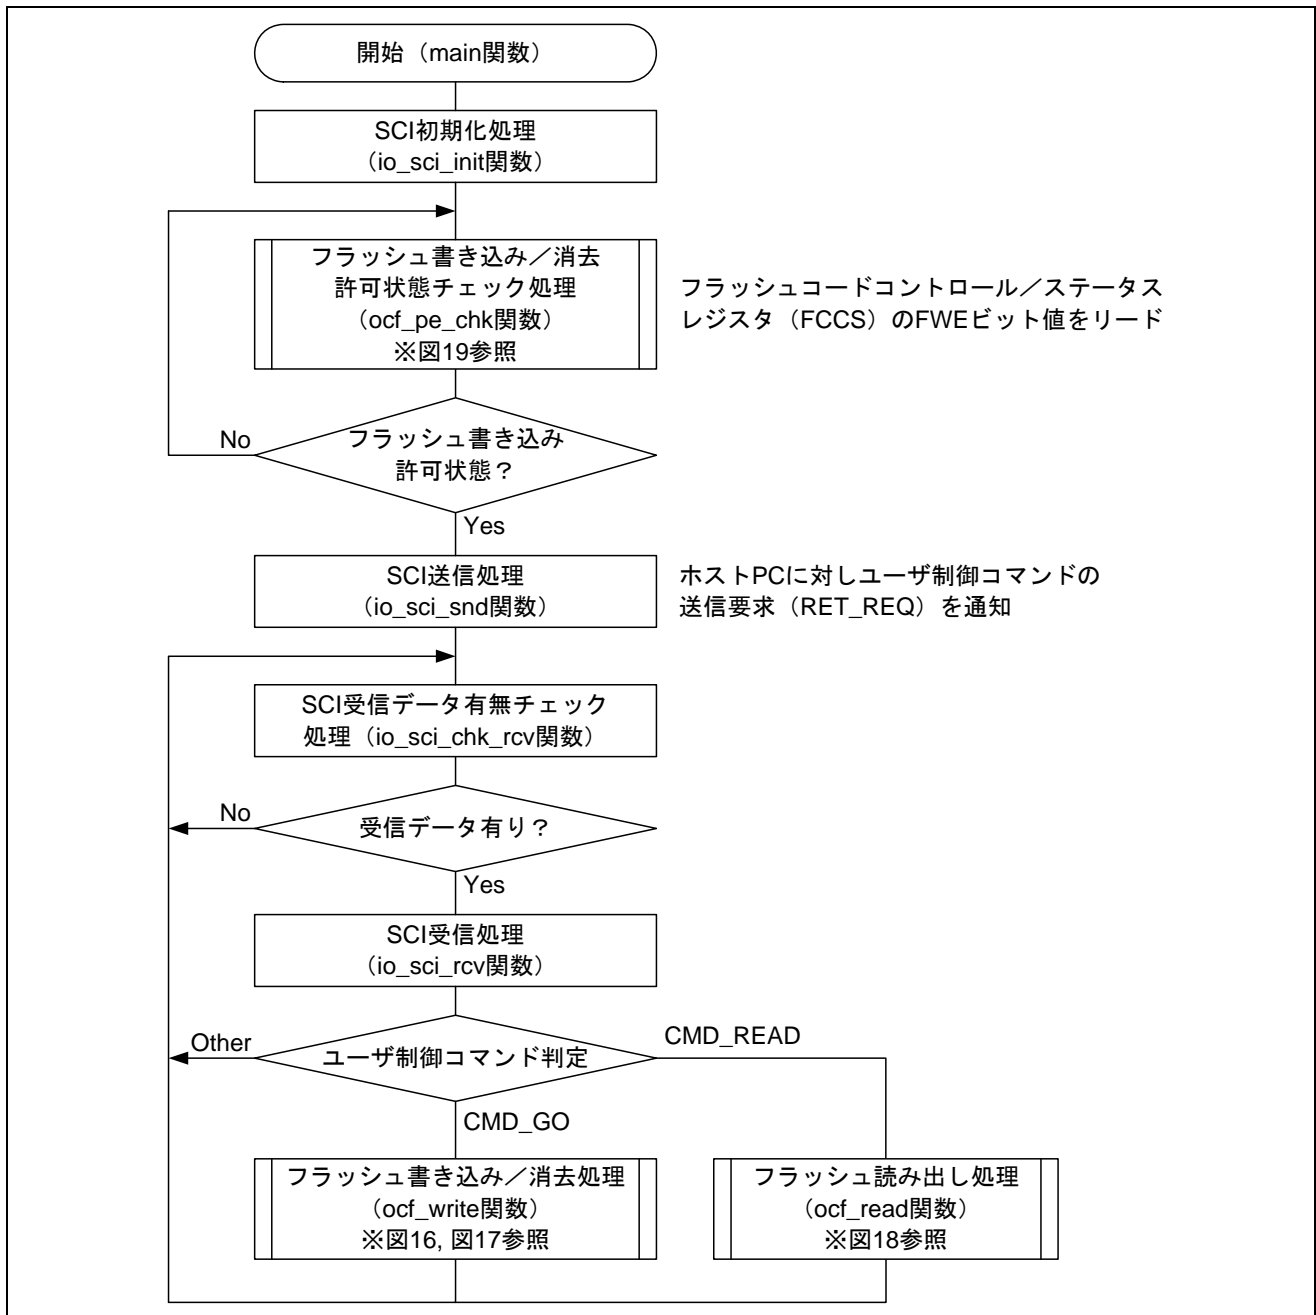 開始（main関数）
SCI初期化処理
（io_sci_init関数）
フラッシュ書き込み／消去
許可状態チェック処理
（ocf_pe_chk関数）
※図19参照
フラッシュコードコントロール／ステータス
レジスタ（FCCS）のFWEビット値をリード
No
フラッシュ書き込み
許可状態？
Yes
SCI送信処理
（io_sci_snd関数）
ホストPCに対しユーザ制御コマンドの
送信要求（RET_REQ）を通知
SCI受信データ有無チェック
処理（io_sci_chk_rcv関数）
No
受信データ有り？
Yes
SCI受信処理
（io_sci_rcv関数）
Other
ユーザ制御コマンド判定
CMD_READ
CMD_GO
フラッシュ書き込み／消去処理
（ocf_write関数）
※図16, 図17参照
フラッシュ読み出し処理
（ocf_read関数）
※図18参照